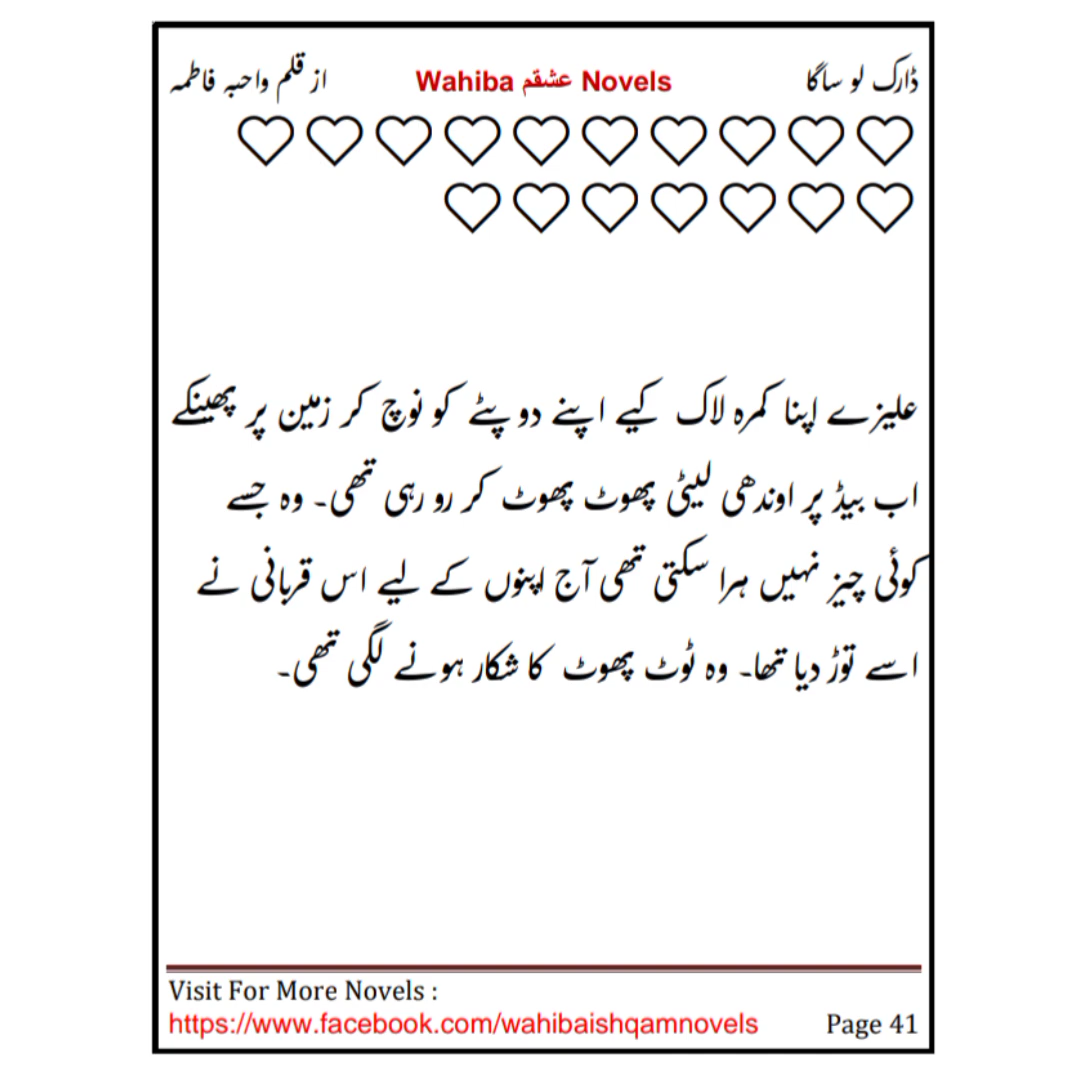 ڈارک لو ساگا Wahiba عشقم Novels از قلم واحبہ فاطمہ
♡♡♡♡♡♡♡♡♡♡
♡♡♡♡♡♡♡
علیزے اپنا کمرہ لاک کیے اپنے دوپٹے کو نوچ کر زمین پر پھینکے
اب بیڈ پر اوندھی لیٹی پھوٹ پھوٹ کر رو رہی تھی۔ وہ جسے
کوئی چیز نہیں ہرا سکتی تھی آج اپنوں کے لیے اس قربانی نے
اسے توڑ دیا تھا۔ وہ ٹوٹ پھوٹ کا شکار ہونے لگی تھی۔
Visit For More Novels :
https://www.facebook.com/wahibaishqamnovels Page 41